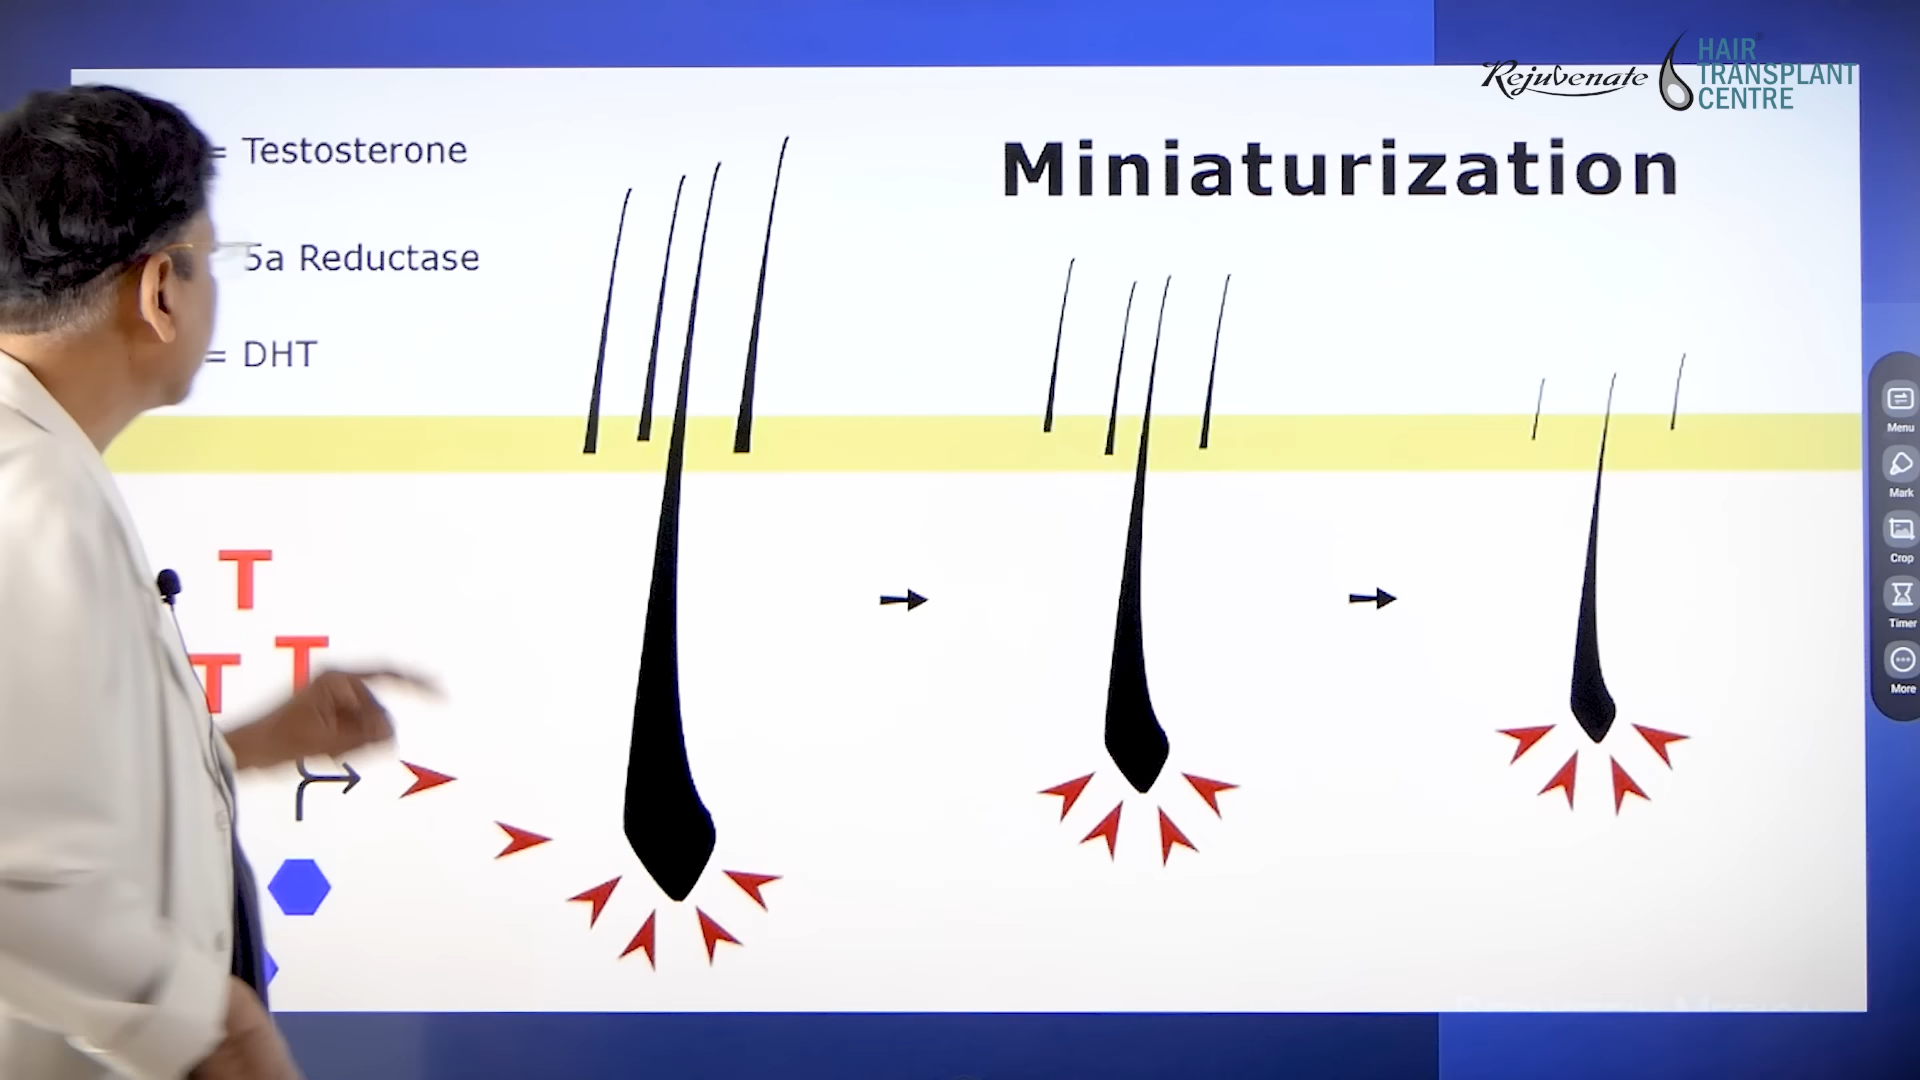 Rejuvenate
HAIR
TRANSPLANT
CENTRE
= Testosterone
Miniaturization
5a Reductase
= DHT
T
T
T
Menu
Mark
Crop
Timer
More